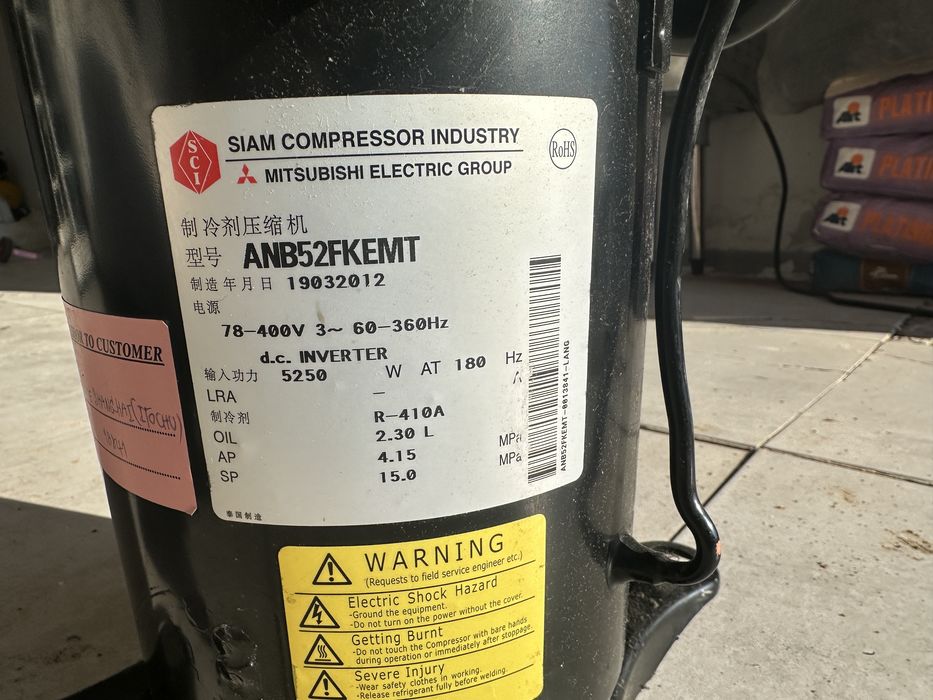 SCI
SIAM COMPRESSOR INDUSTRY
MITSUBISHI ELECTRIC GROUP
RoHS
制冷剂压缩机
型号 ANB52FKEMT
制造年月日 19032012
电源
78-400V 3~ 60-360Hz
d.c. INVERTER
输入功力 5250 W AT 180 Hz
LRA - A
制冷剂 R-410A
OIL 2.30 L
AP 4.15 MPa
SP 15.0 MPa
泰国制造
ANB52FKEMT-0013841-LANG
TO CUSTOMER
WARNING
(Requests to field service engineer etc.)
Electric Shock Hazard
-Ground the equipment.
-Do not turn on the power without the cover.
Getting Burnt
-Do not touch the Compressor with bare hands
during operation or immediately after stoppage.
Severe Injury
-Wear safety clothes in working.
-Release refrigerant fully before welding.
PLATI
PLATI
PLATI